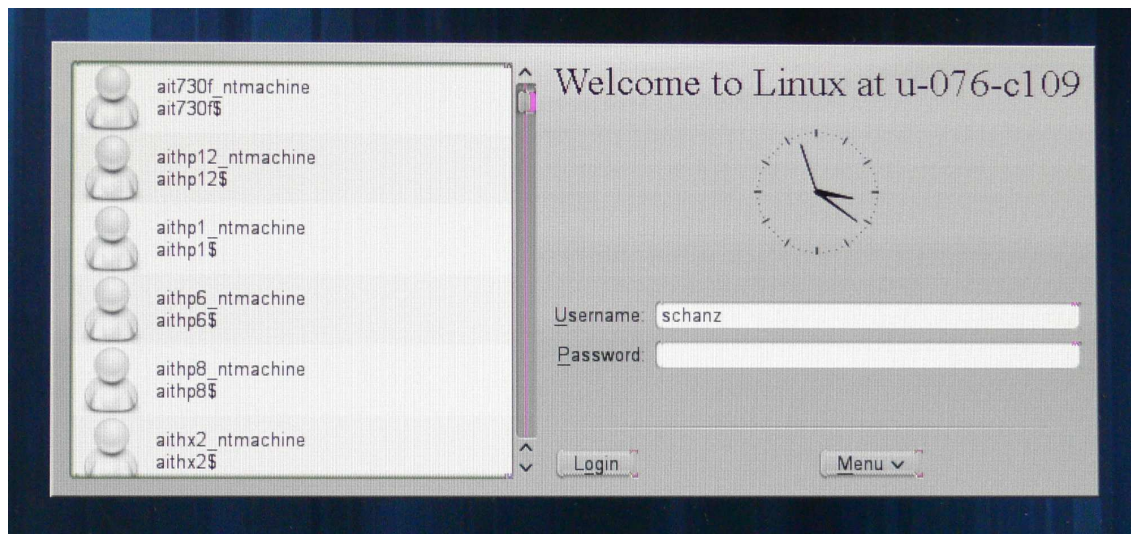 ait730f_ntmachine
ait730f$
aithp12_ntmachine
aithp12$
aithp1_ntmachine
aithp1$
aithp6_ntmachine
aithp6$
aithp8_ntmachine
aithp8$
aithx2_ntmachine
aithx2$
Welcome to Linux at u-076-c109
Username: schanz
Password:
Login
Menu